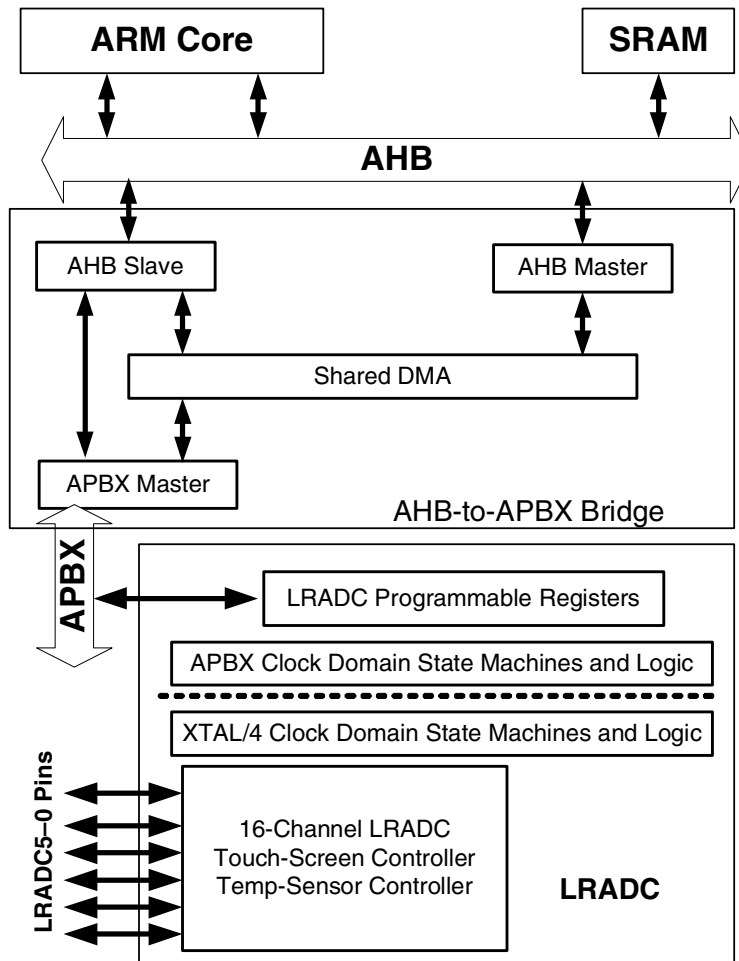 ARM Core
SRAM
AHB
AHB Slave
AHB Master
Shared DMA
APBX Master
AHB-to-APBX Bridge
APBX
LRADC Programmable Registers
APBX Clock Domain State Machines and Logic
XTAL/4 Clock Domain State Machines and Logic
LRADC5–0 Pins
16-Channel LRADC
Touch-Screen Controller
Temp-Sensor Controller
LRADC